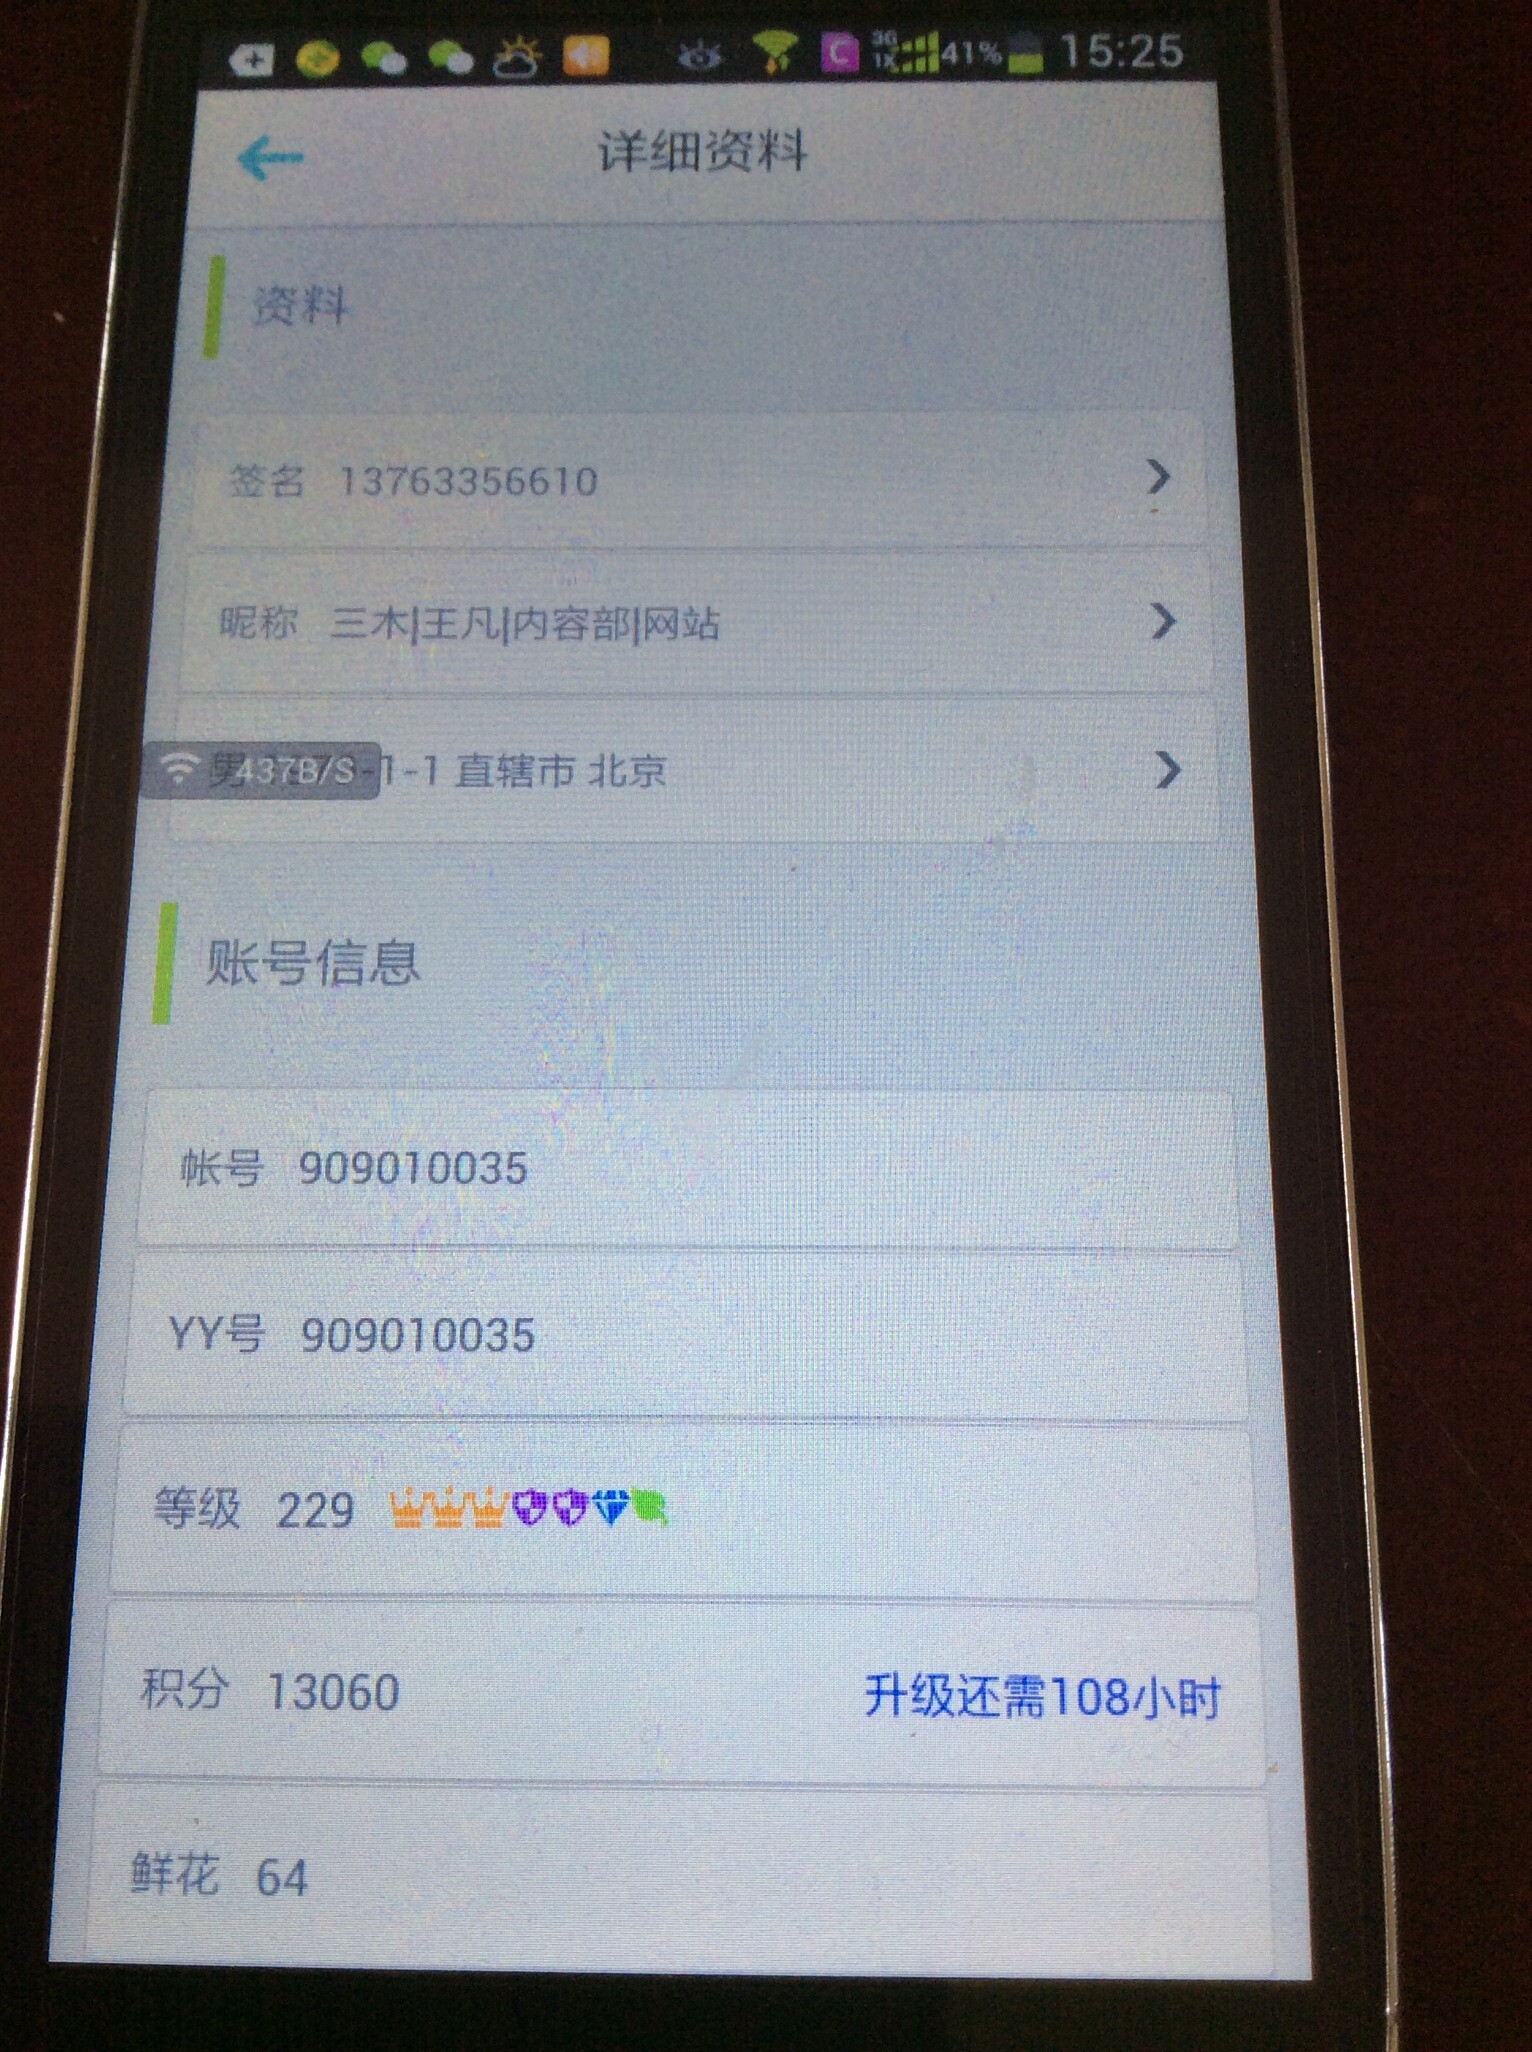 3G
1X
41% 15:25
详细资料
资料
签名 13763356610
昵称 三木|王凡|内容部|网站
437B/S
男 -1-1 直辖市 北京
账号信息
帐号 909010035
YY号 909010035
等级 229
积分 13060 升级还需108小时
鲜花 64